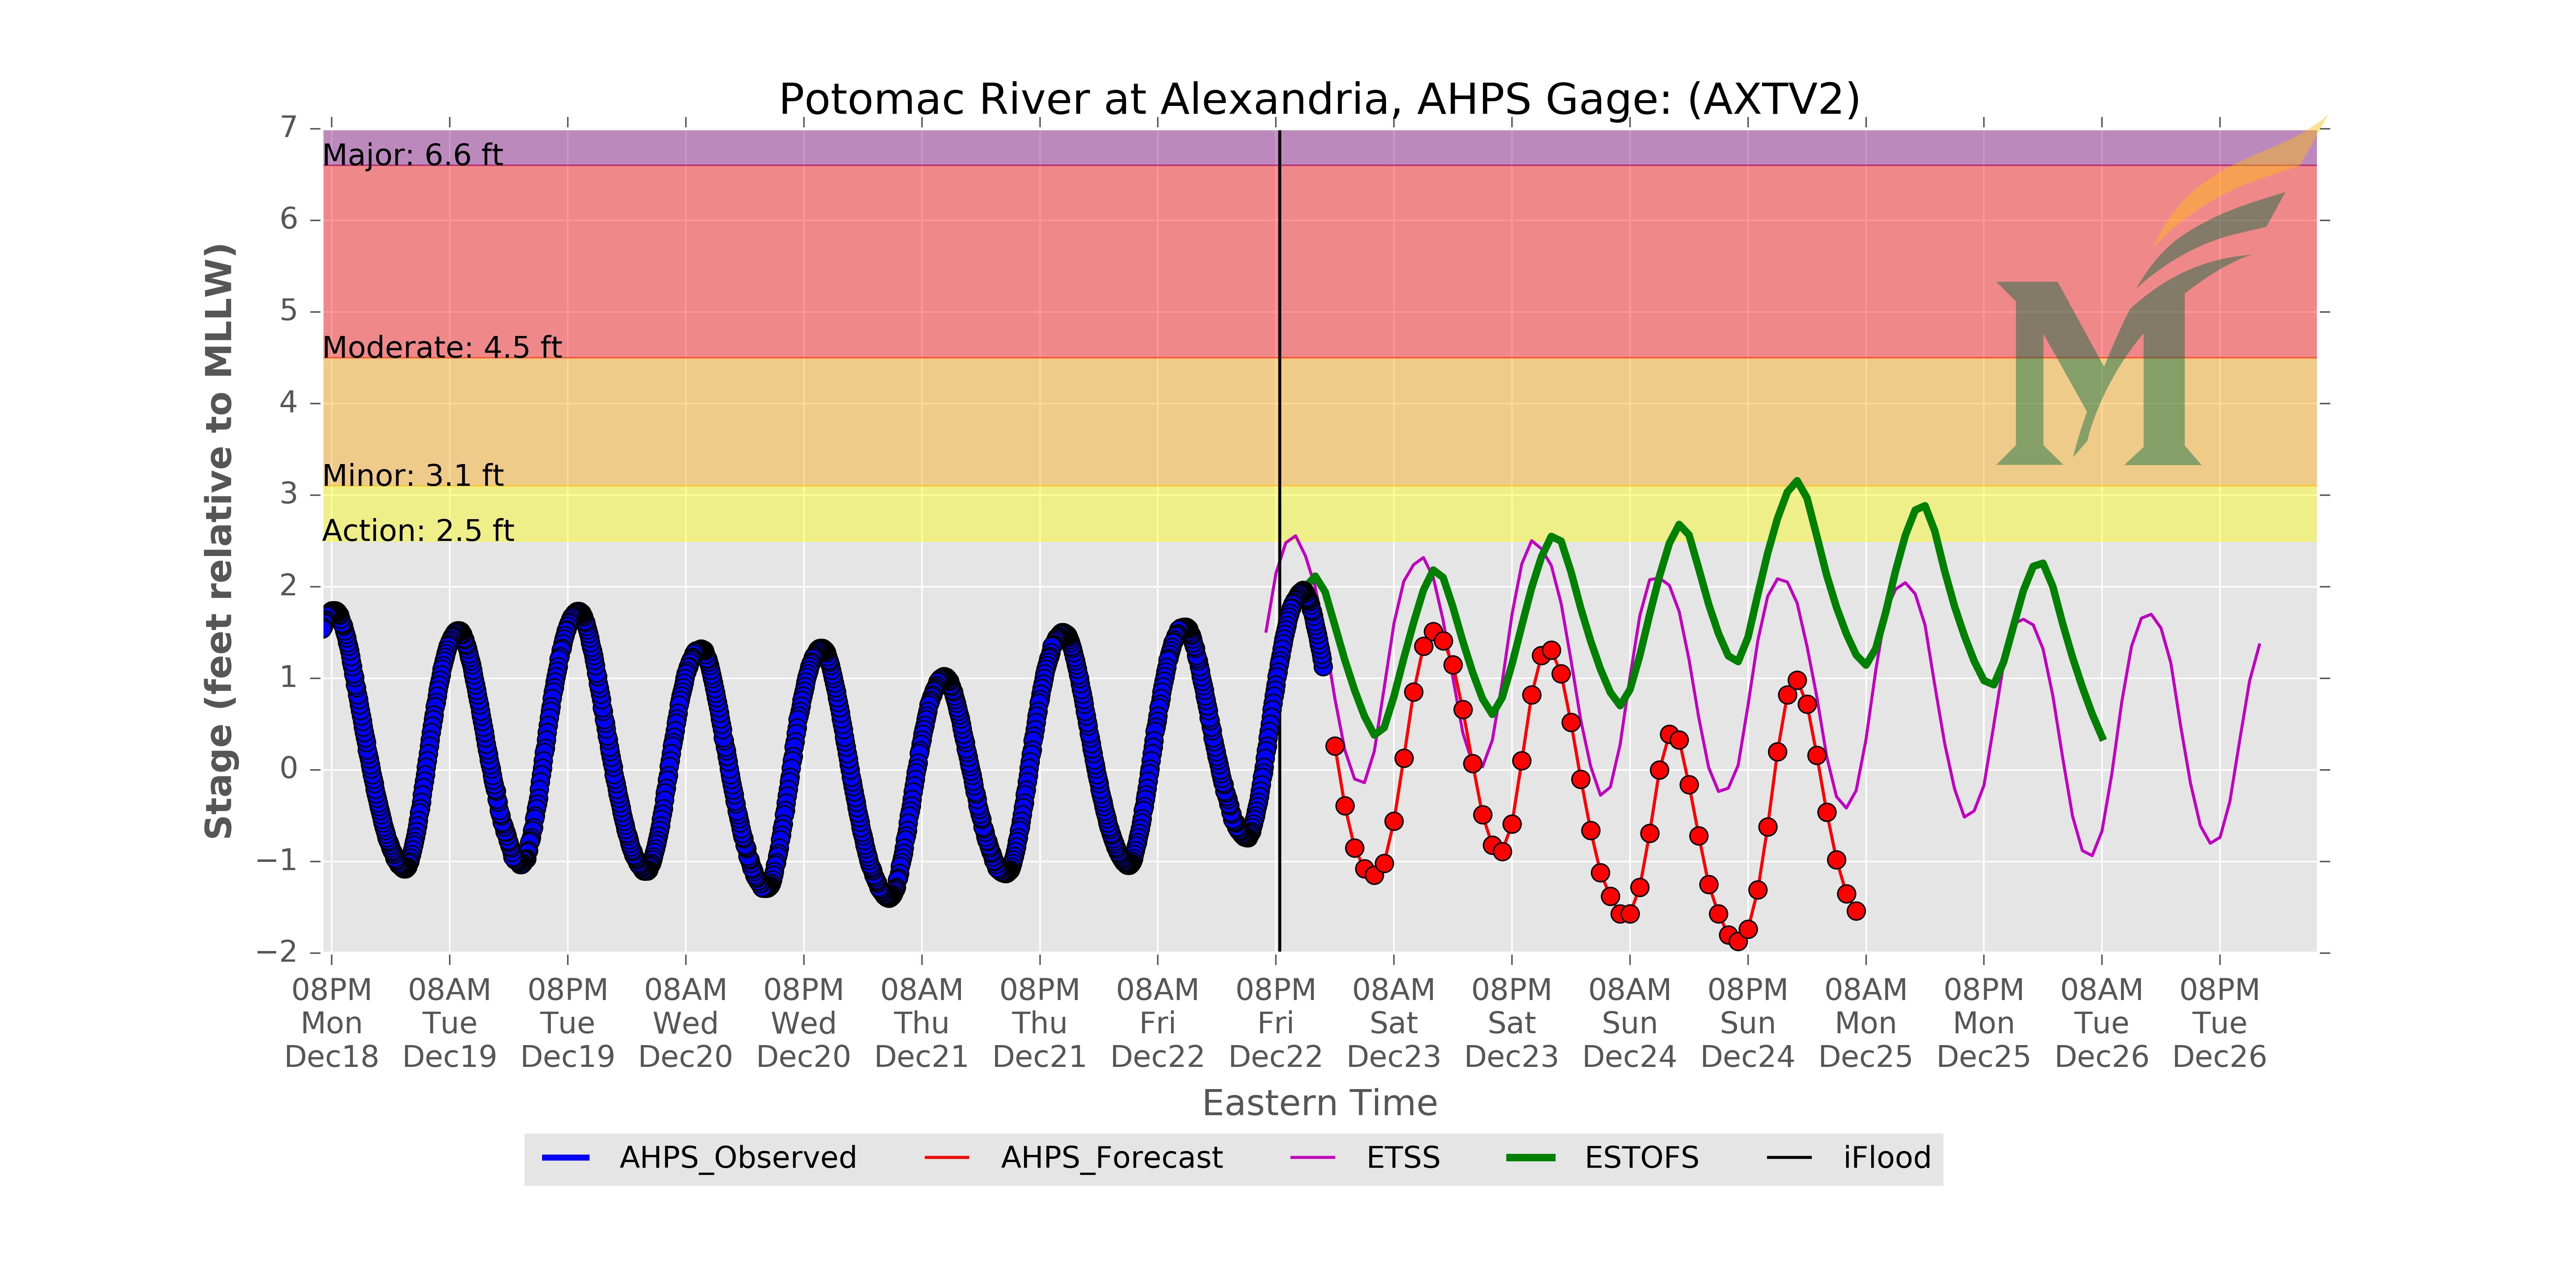 Potomac River at Alexandria, AHPS Gage: (AXTV2)
Stage (feet relative to MLLW)
7
6
5
4
3
2
1
0
−1
−2
Major: 6.6 ft
Moderate: 4.5 ft
Minor: 3.1 ft
Action: 2.5 ft
M
08PM 08AM 08PM 08AM 08PM 08AM 08PM 08AM 08PM 08AM 08PM 08AM 08PM 08AM 08PM 08AM 08PM
Mon Tue Tue Wed Wed Thu Thu Fri Fri Sat Sat Sun Sun Mon Mon Tue Tue
Dec18 Dec19 Dec19 Dec20 Dec20 Dec21 Dec21 Dec22 Dec22 Dec23 Dec23 Dec24 Dec24 Dec25 Dec25 Dec26 Dec26
Eastern Time
AHPS_Observed AHPS_Forecast ETSS ESTOFS iFlood